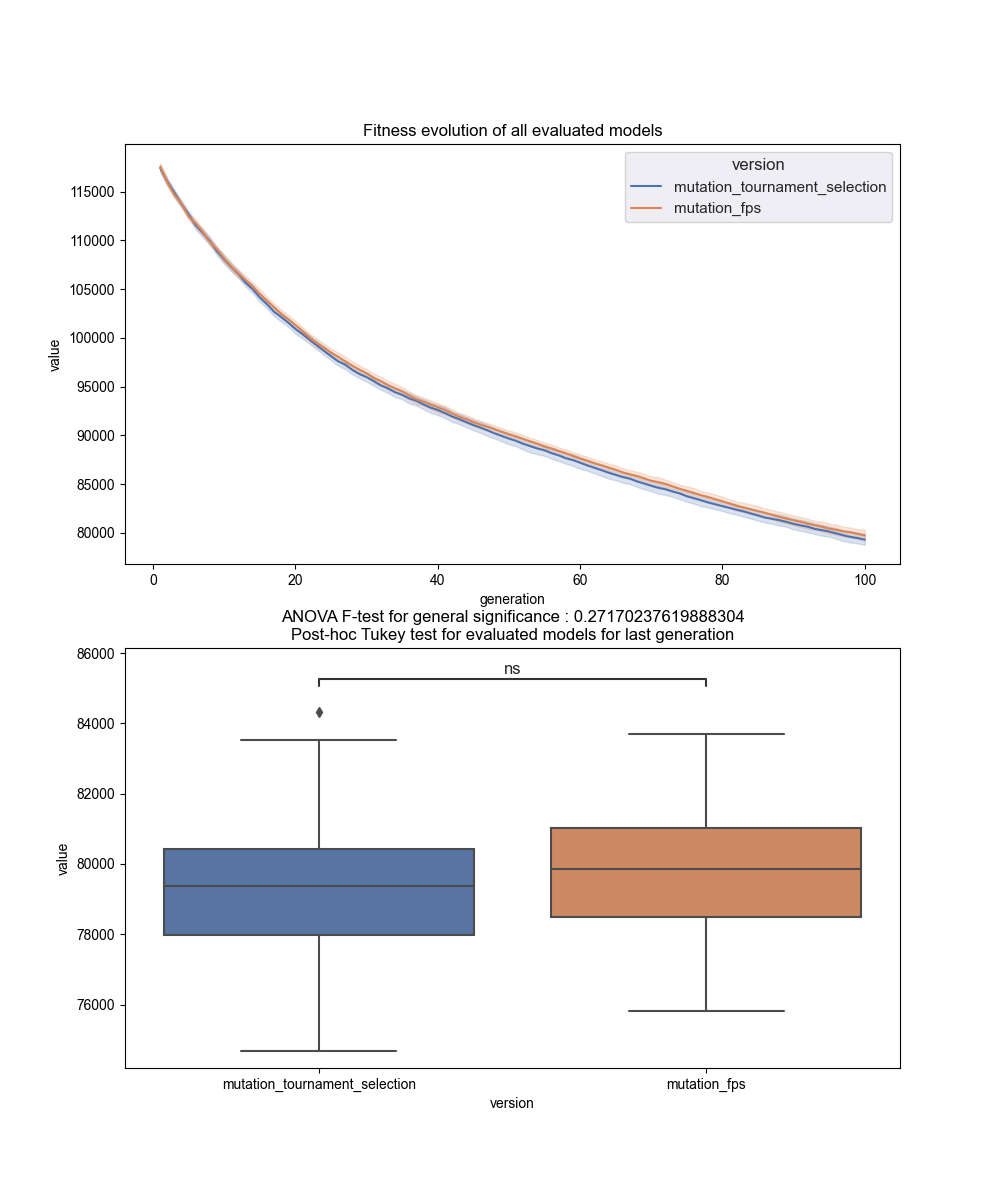 Fitness evolution of all evaluated models
version
mutation_tournament_selection
mutation_fps
115000
110000
105000
100000
95000
90000
85000
80000
value
0 20 40 60 80 100
generation
ANOVA F-test for general significance : 0.27170237619888304
Post-hoc Tukey test for evaluated models for last generation
ns
86000
84000
82000
80000
78000
76000
value
mutation_tournament_selection mutation_fps
version